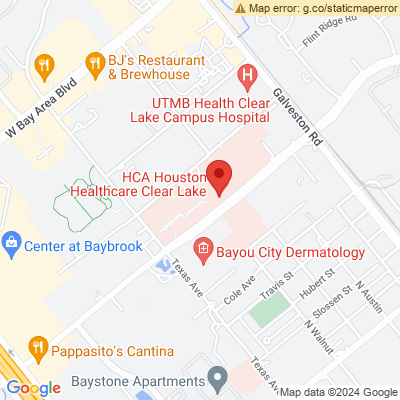 Map error: g.co/staticmaperror
Flint Ridge Rd
BJ's Restaurant
& Brewhouse
W Bay Area Blvd
UTMB Health Clear
Lake Campus Hospital
Galveston Rd
HCA Houston
Healthcare Clear Lake
Center at Baybrook
Bayou City Dermatology
Texas Ave
Cole Ave
Travis St
Hubert St
Slossen St
N Austin
N Walnut
Pappasito's Cantina
Baystone Apartments
Texas Av
Google
Map data ©2024 Google